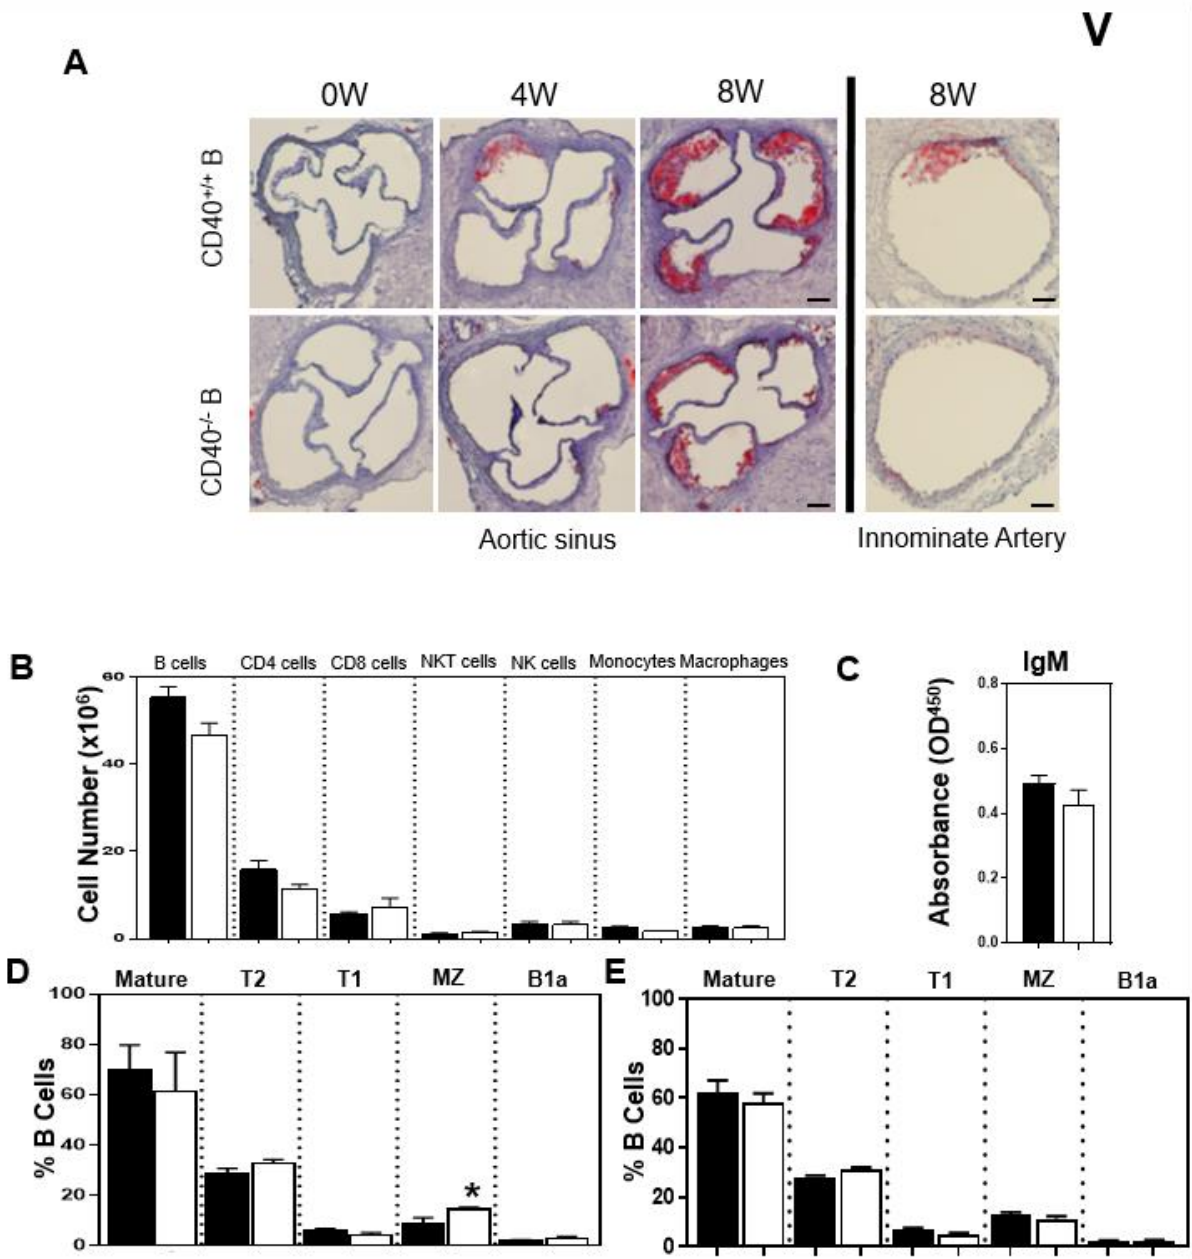 V
A
0W 4W 8W 8W
CD40+/+ B
CD40-/- B
Aortic sinus Innominate Artery
B
B cells CD4 cells CD8 cells NKT cells NK cells Monocytes Macrophages
Cell Number (x10⁶)
60
40
20
0
C
IgM
Absorbance (OD⁴⁵⁰)
0.8
0.6
0.4
0.2
0.0
D
Mature T2 T1 MZ B1a
% B Cells
100
80
60
40
20
0
*
E
Mature T2 T1 MZ B1a
% B Cells
100
80
60
40
20
0